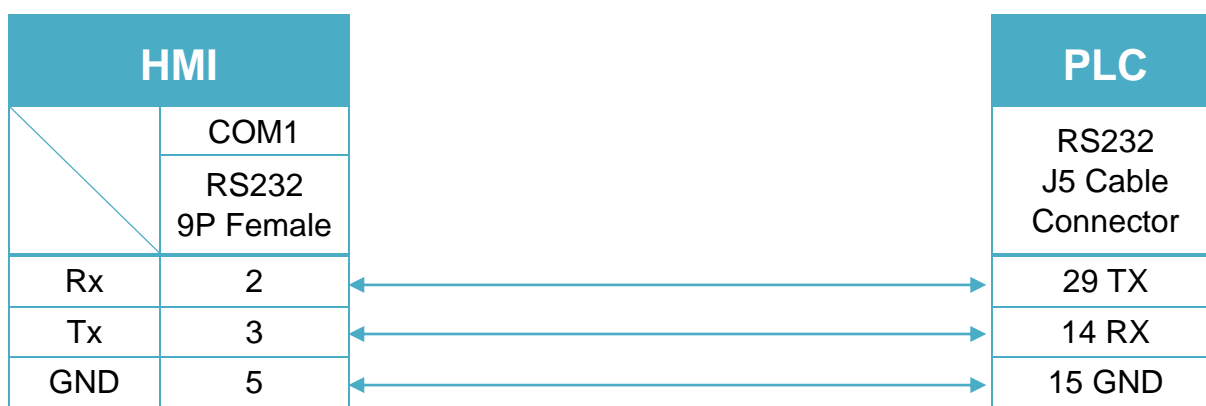 HMI PLC
COM1
RS232
9P Female
RS232
J5 Cable
Connector
Rx 2 29 TX
Tx 3 14 RX
GND 5 15 GND